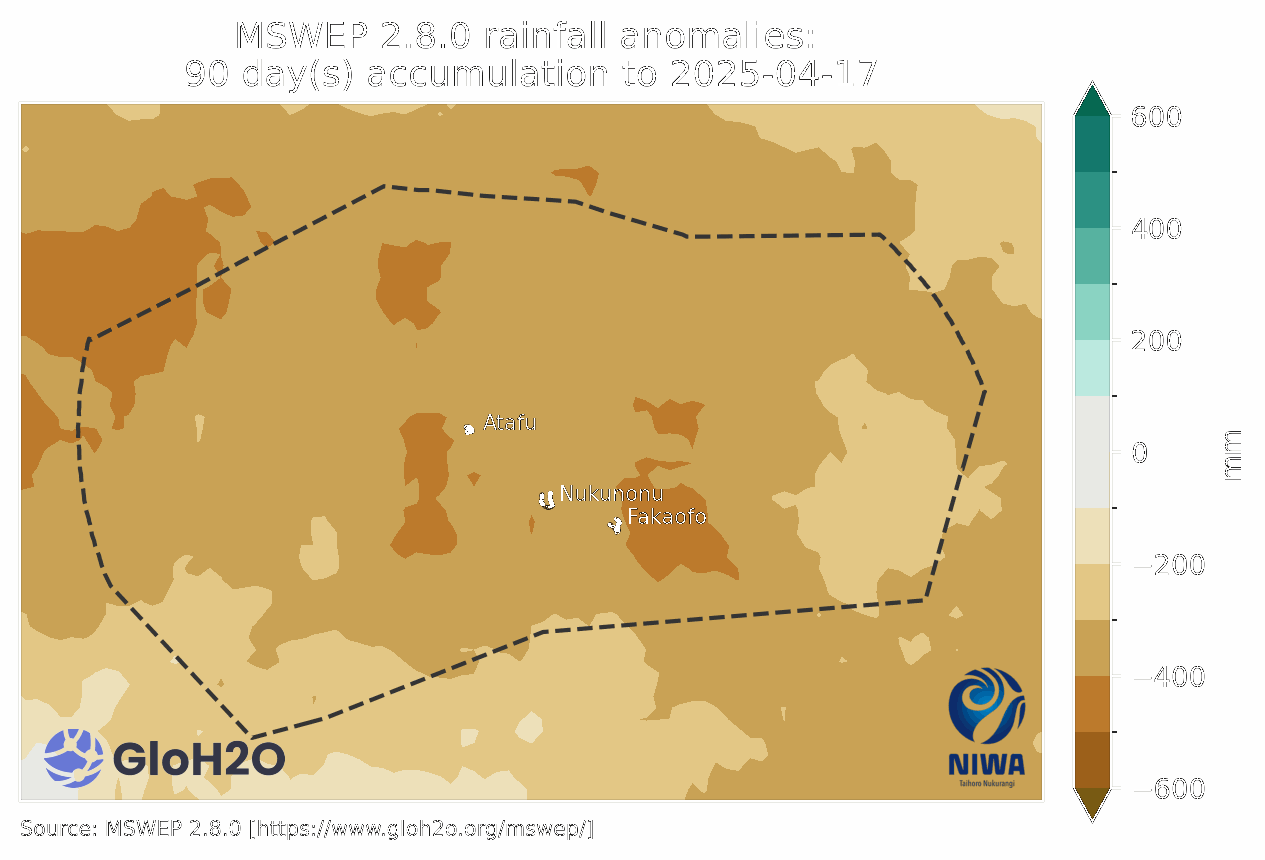 MSWEP 2.8.0 rainfall anomalies:
90 day(s) accumulation to 2025-04-17
600
400
200
0
−200
−400
−600
mm
Atafu
Nukunonu
Fakaofo
GloH2O
NIWA
Taihoro Nukurangi
Source: MSWEP 2.8.0 [https://www.gloh2o.org/mswep/]